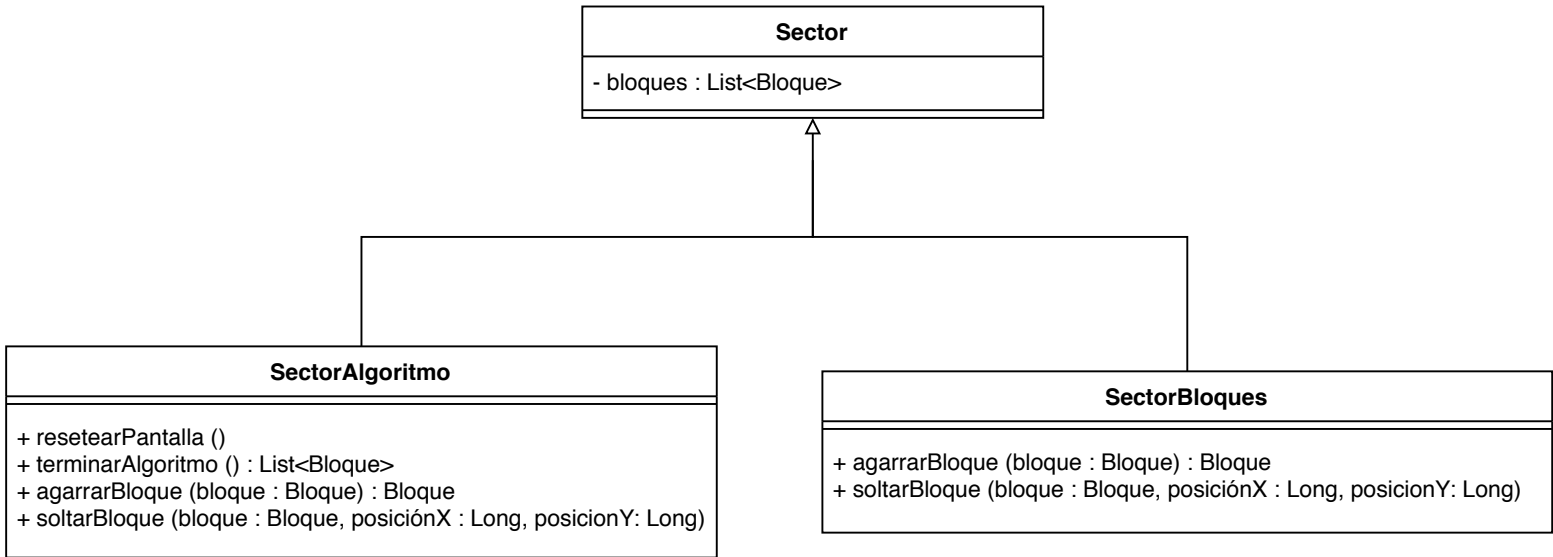 Sector
- bloques : List<Bloque>
SectorAlgoritmo
+ resetearPantalla ()
+ terminarAlgoritmo () : List<Bloque>
+ agarrarBloque (bloque : Bloque) : Bloque
+ soltarBloque (bloque : Bloque, posiciónX : Long, posicionY: Long)
SectorBloques
+ agarrarBloque (bloque : Bloque) : Bloque
+ soltarBloque (bloque : Bloque, posiciónX : Long, posicionY: Long)